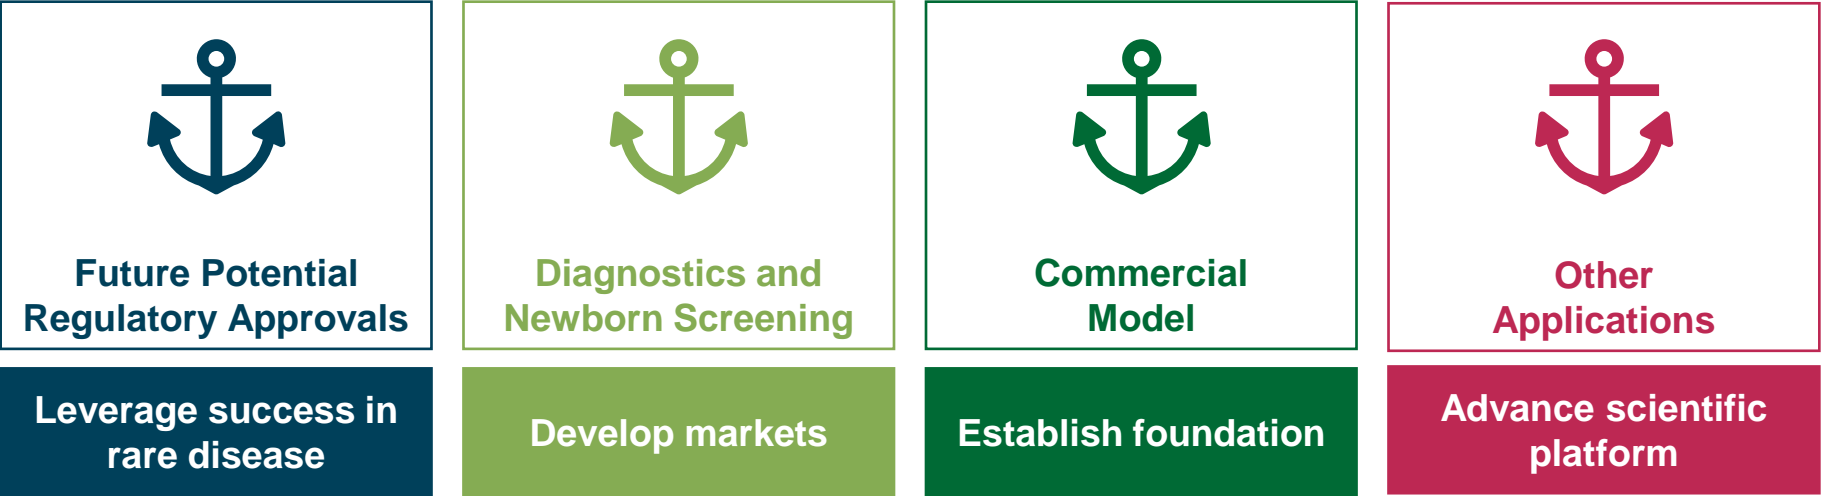 Future Potential
Regulatory Approvals
Leverage success in
rare disease
Diagnostics and
Newborn Screening
Develop markets
Commercial
Model
Establish foundation
Other
Applications
Advance scientific
platform